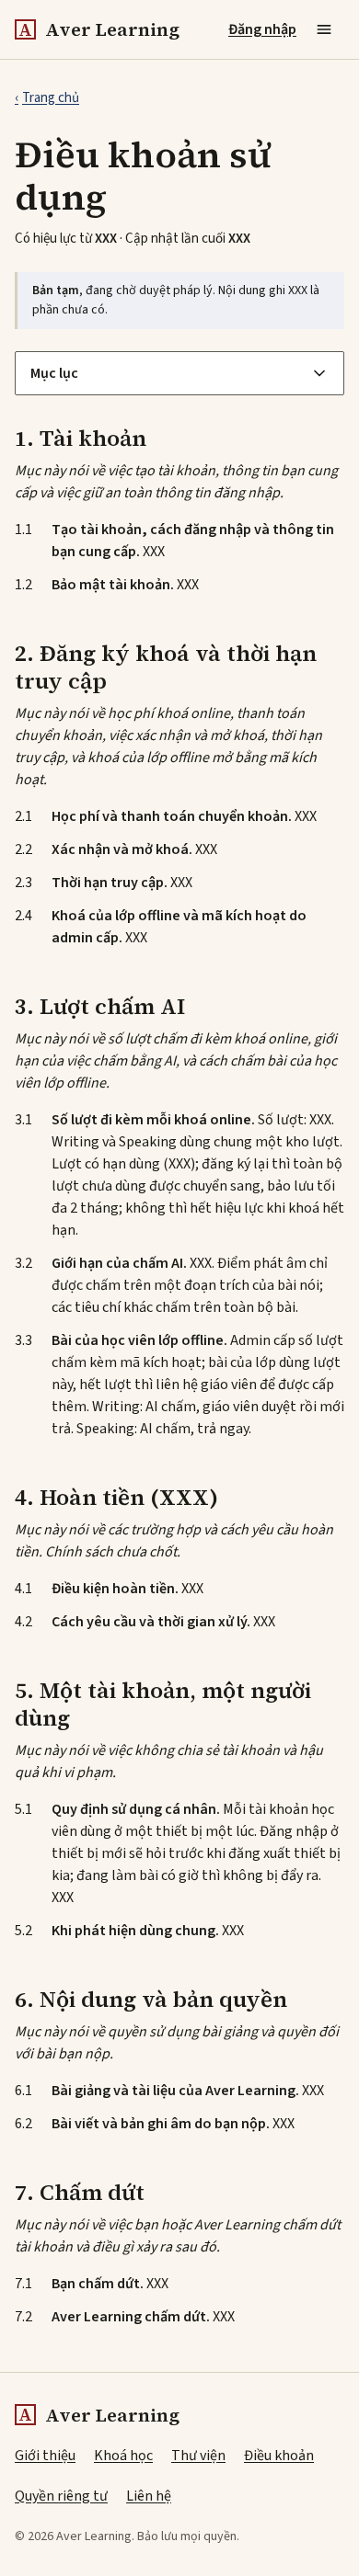 A Aver Learning Đăng nhập
‹ Trang chủ
Điều khoản sử
dụng
Có hiệu lực từ XXX · Cập nhật lần cuối XXX
Bản tạm, đang chờ duyệt pháp lý. Nội dung ghi XXX là
phần chưa có.
Mục lục
1. Tài khoản
Mục này nói về việc tạo tài khoản, thông tin bạn cung
cấp và việc giữ an toàn thông tin đăng nhập.
1.1 Tạo tài khoản, cách đăng nhập và thông tin
bạn cung cấp. XXX
1.2 Bảo mật tài khoản. XXX
2. Đăng ký khoá và thời hạn
truy cập
Mục này nói về học phí khoá online, thanh toán
chuyển khoản, việc xác nhận và mở khoá, thời hạn
truy cập, và khoá của lớp offline mở bằng mã kích
hoạt.
2.1 Học phí và thanh toán chuyển khoản. XXX
2.2 Xác nhận và mở khoá. XXX
2.3 Thời hạn truy cập. XXX
2.4 Khoá của lớp offline và mã kích hoạt do
admin cấp. XXX
3. Lượt chấm AI
Mục này nói về số lượt chấm đi kèm khoá online, giới
hạn của việc chấm bằng AI, và cách chấm bài của học
viên lớp offline.
3.1 Số lượt đi kèm mỗi khoá online. Số lượt: XXX.
Writing và Speaking dùng chung một kho lượt.
Lượt có hạn dùng (XXX); đăng ký lại thì toàn bộ
lượt chưa dùng được chuyển sang, bảo lưu tối
đa 2 tháng; không thì hết hiệu lực khi khoá hết
hạn.
3.2 Giới hạn của chấm AI. XXX. Điểm phát âm chỉ
được chấm trên một đoạn trích của bài nói;
các tiêu chí khác chấm trên toàn bộ bài.
3.3 Bài của học viên lớp offline. Admin cấp số lượt
chấm kèm mã kích hoạt; bài của lớp dùng lượt
này, hết lượt thì liên hệ giáo viên để được cấp
thêm. Writing: AI chấm, giáo viên duyệt rồi mới
trả. Speaking: AI chấm, trả ngay.
4. Hoàn tiền (XXX)
Mục này nói về các trường hợp và cách yêu cầu hoàn
tiền. Chính sách chưa chốt.
4.1 Điều kiện hoàn tiền. XXX
4.2 Cách yêu cầu và thời gian xử lý. XXX
5. Một tài khoản, một người
dùng
Mục này nói về việc không chia sẻ tài khoản và hậu
quả khi vi phạm.
5.1 Quy định sử dụng cá nhân. Mỗi tài khoản học
viên dùng ở một thiết bị một lúc. Đăng nhập ở
thiết bị mới sẽ hỏi trước khi đăng xuất thiết bị
kia; đang làm bài có giờ thì không bị đẩy ra.
XXX
5.2 Khi phát hiện dùng chung. XXX
6. Nội dung và bản quyền
Mục này nói về quyền sử dụng bài giảng và quyền đối
với bài bạn nộp.
6.1 Bài giảng và tài liệu của Aver Learning. XXX
6.2 Bài viết và bản ghi âm do bạn nộp. XXX
7. Chấm dứt
Mục này nói về việc bạn hoặc Aver Learning chấm dứt
tài khoản và điều gì xảy ra sau đó.
7.1 Bạn chấm dứt. XXX
7.2 Aver Learning chấm dứt. XXX
A Aver Learning
Giới thiệu Khoá học Thư viện Điều khoản
Quyền riêng tư Liên hệ
© 2026 Aver Learning. Bảo lưu mọi quyền.